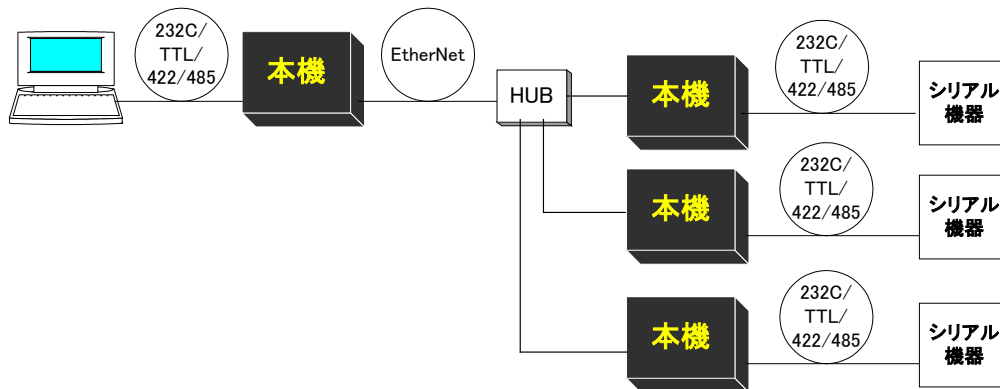 232C/
TTL/
422/485
本機
EtherNet
HUB
本機
232C/
TTL/
422/485
シリアル
機器
本機
232C/
TTL/
422/485
シリアル
機器
本機
232C/
TTL/
422/485
シリアル
機器